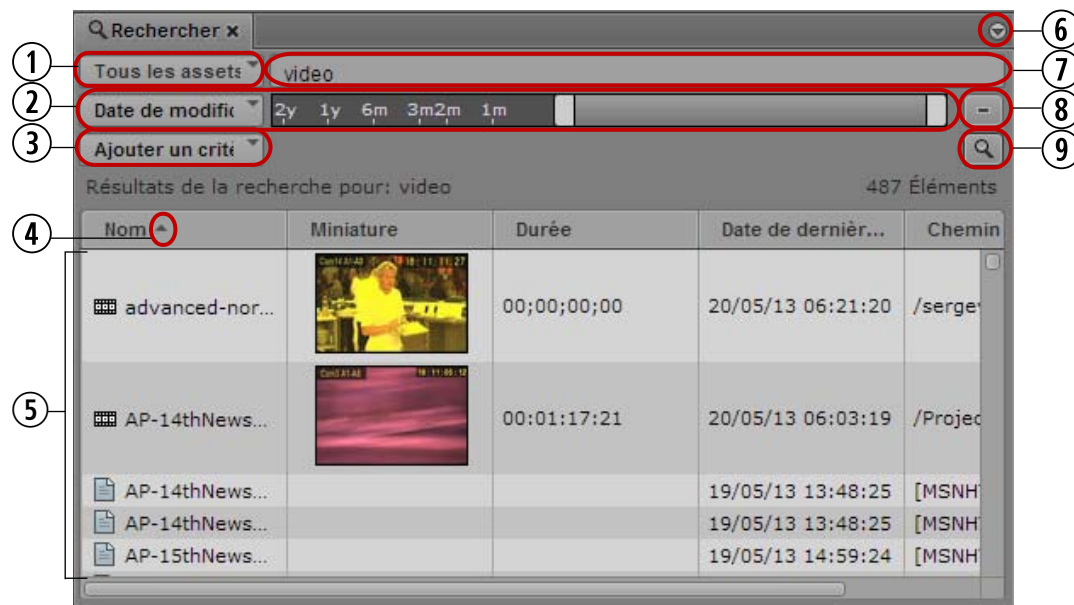 Rechercher ×
6
1
Tous les assets
video
7
2
Date de modific
2y 1y 6m 3m2m 1m
8
3
Ajouter un crité
9
Résultats de la recherche pour: video
487 Éléments
4
Nom
Miniature
Durée
Date de dernièr...
Chemin
advanced-nor...
00;00;00;00
20/05/13 06:21:20
/serge
5
AP-14thNews...
00:01:17:21
20/05/13 06:03:19
/Projec
AP-14thNews...
19/05/13 13:48:25
[MSNH
AP-14thNews...
19/05/13 13:48:25
[MSNH
AP-15thNews...
19/05/13 14:59:24
[MSNH